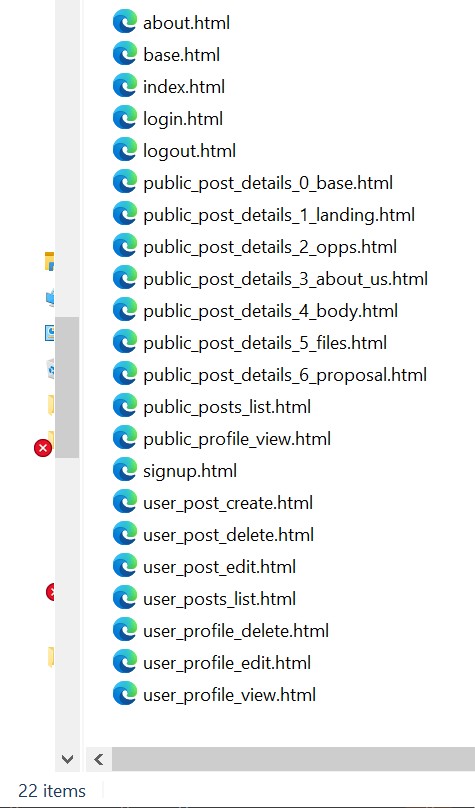 about.html
base.html
index.html
login.html
logout.html
public_post_details_0_base.html
public_post_details_1_landing.html
public_post_details_2_opps.html
public_post_details_3_about_us.html
public_post_details_4_body.html
public_post_details_5_files.html
public_post_details_6_proposal.html
public_posts_list.html
public_profile_view.html
signup.html
user_post_create.html
user_post_delete.html
user_post_edit.html
user_posts_list.html
user_profile_delete.html
user_profile_edit.html
user_profile_view.html
22 items